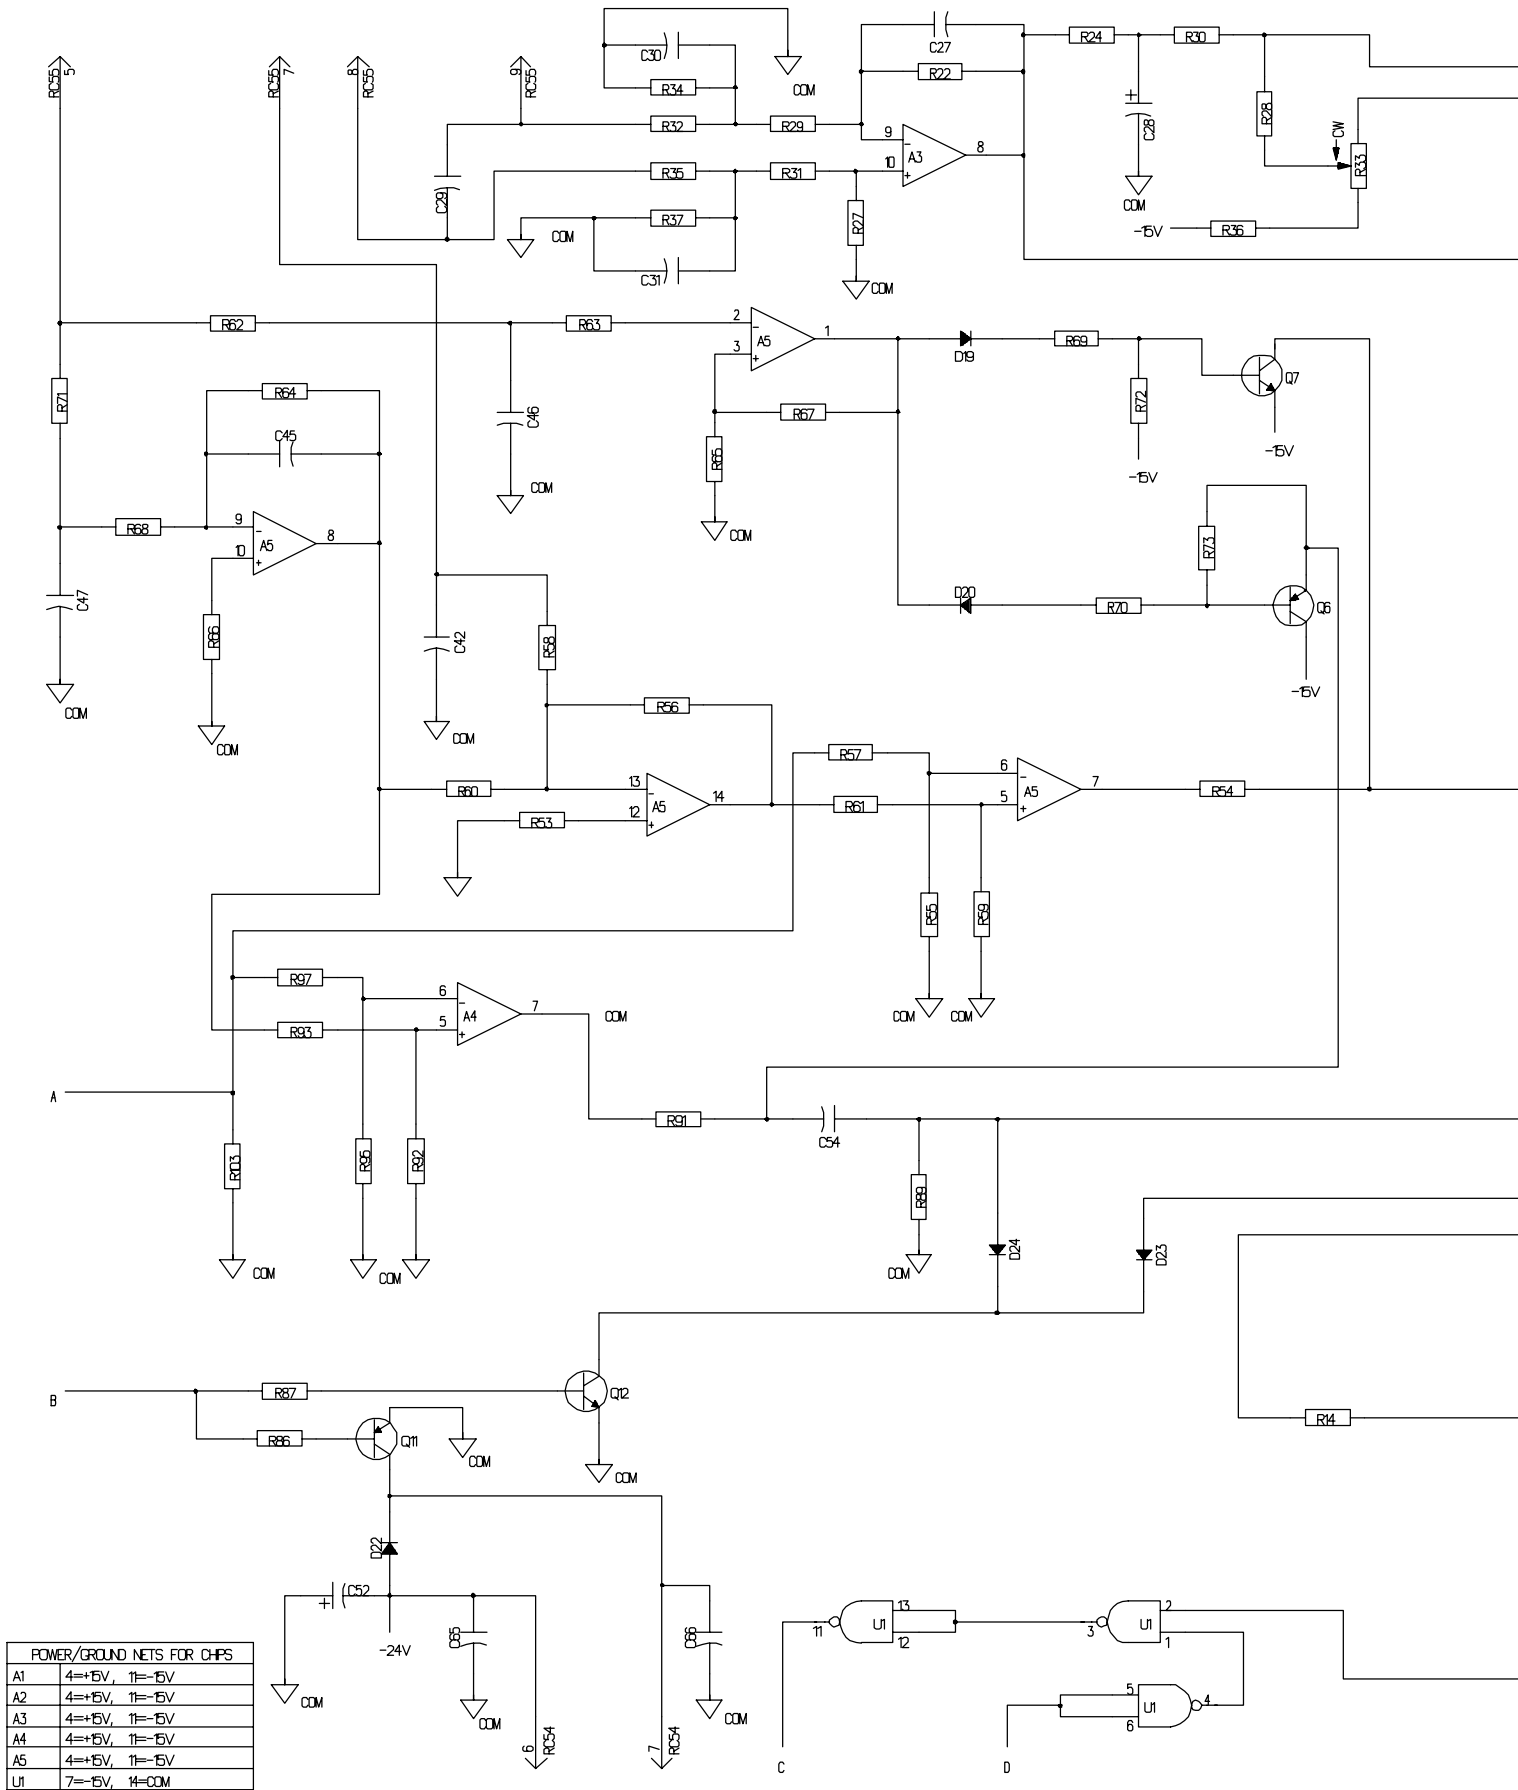 C27
C30
R24
R30
R22
RC55
5
RC55
7
8
RC55
9
RC55
R34
COM
+
C28
R28
CW
R33
R32
R29
9
-
A3
8
10
+
C29
R35
R31
R37
COM
R27
COM
-15V
R36
C31
COM
R62
R63
2
-
A5
1
3
+
D19
R69
Q7
R71
R64
C46
R67
R72
C45
R65
-15V
-15V
COM
COM
R68
9
-
A5
8
10
+
R73
D20
R70
Q6
C47
R66
C42
R58
-15V
COM
COM
COM
R56
R57
6
-
A5
7
5
+
R54
R60
13
-
A5
14
12
+
R53
R61
R55
R59
R97
6
-
A4
7
5
+
R93
COM
COM
COM
A
R91
C54
R103
R95
R92
R89
COM
COM
COM
D24
D23
B
R87
Q12
R86
Q11
COM
COM
R14
D22
+
C52
-24V
C65
C66
COM
COM
COM
6
RC54
7
RC54
11
U1
13
12
3
U1
2
1
5
6
U1
4
C
D
POWER/GROUND NETS FOR CHIPS
A1 4=+15V, 11=-15V
A2 4=+15V, 11=-15V
A3 4=+15V, 11=-15V
A4 4=+15V, 11=-15V
A5 4=+15V, 11=-15V
U1 7=-15V, 14=COM